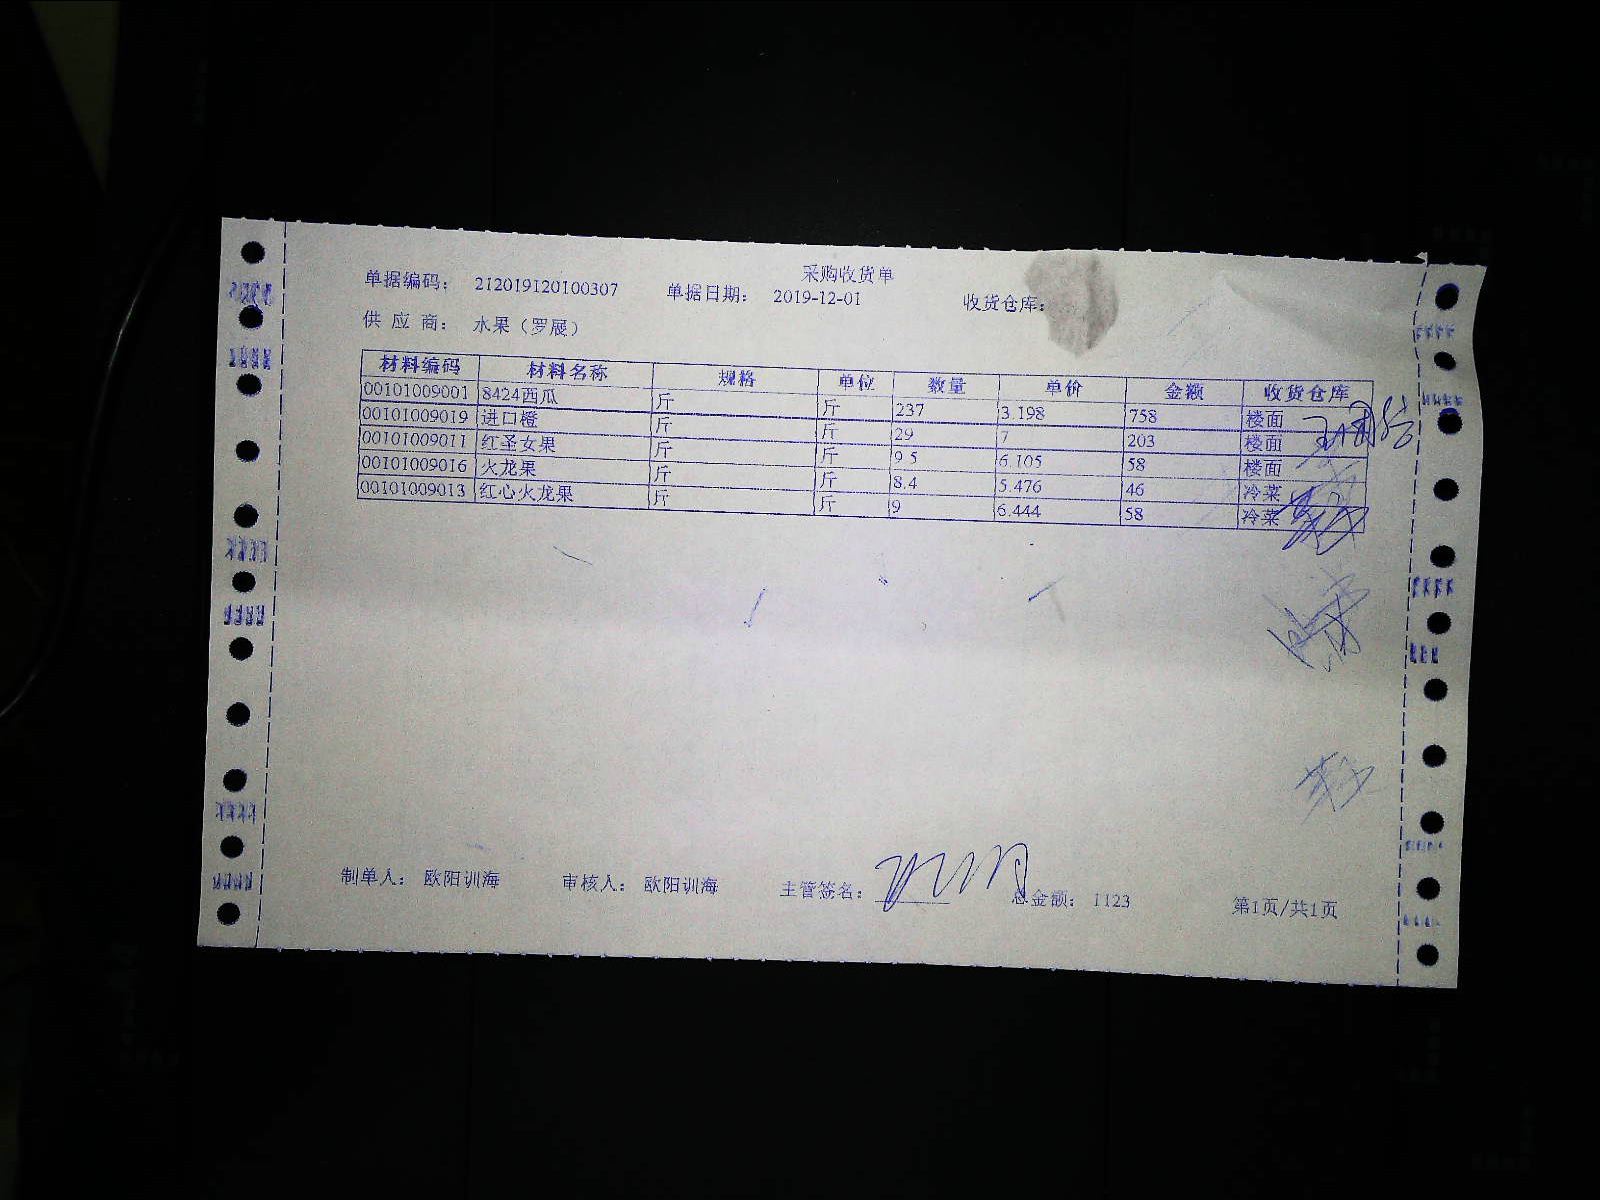 采购收货单
单据编码： 212019120100307 单据日期： 2019-12-01 收货仓库：
供 应 商： 水果（罗展）
材料编码 材料名称 规格 单位 数量 单价 金额 收货仓库
00101009001 8424西瓜 斤 斤 237 3.198 758 楼面
00101009019 进口橙 斤 斤 29 7 203 楼面
00101009011 红圣女果 斤 斤 9.5 6.105 58 楼面
00101009016 火龙果 斤 斤 8.4 5.476 46 冷菜
00101009013 红心火龙果 斤 斤 9 6.444 58 冷菜
制单人： 欧阳训海 审核人： 欧阳训海 主管签名： 总金额： 1123 第1页/共1页